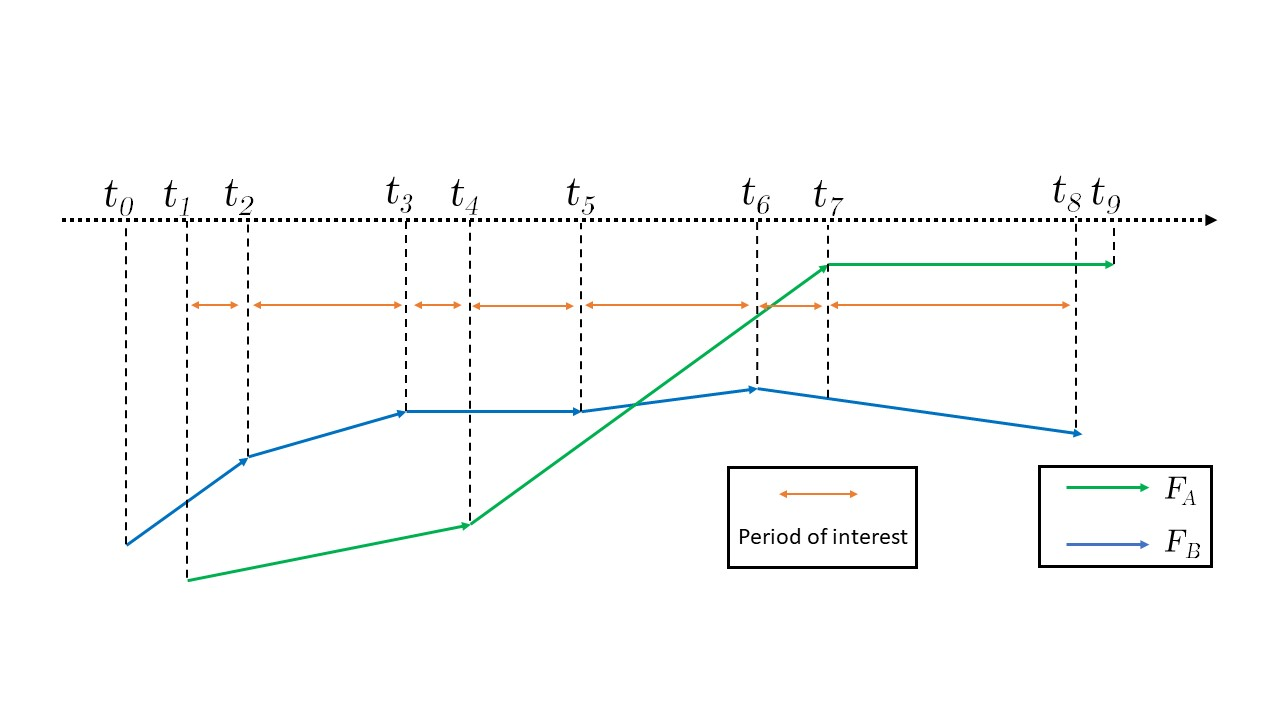 t0 t1 t2 t3 t4 t5 t6 t7 t8 t9
Period of interest
FA
FB